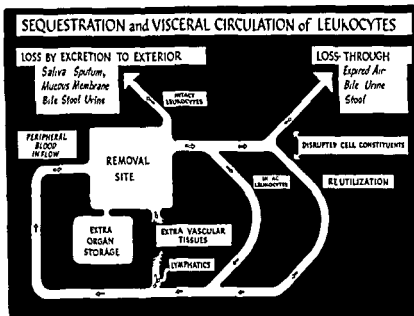 SEQUESTRATION and VISCERAL CIRCULATION of LEUKOCYTES
LOSS BY EXCRETION TO EXTERIOR
Saliva Sputum,
Mucous Membrane
Bile Stool Urine
LOSS THROUGH
Expired Air
Bile Urine
Stool
INTACT
LEUKOCYTES
PERIPHERAL
BLOOD
IN FLOW
REMOVAL
SITE
DISRUPTED CELL CONSTITUENTS
LEUKOCYTES
REUTILIZATION
EXTRA
ORGAN
STORAGE
EXTRA VASCULAR
TISSUES
LYMPHATICS